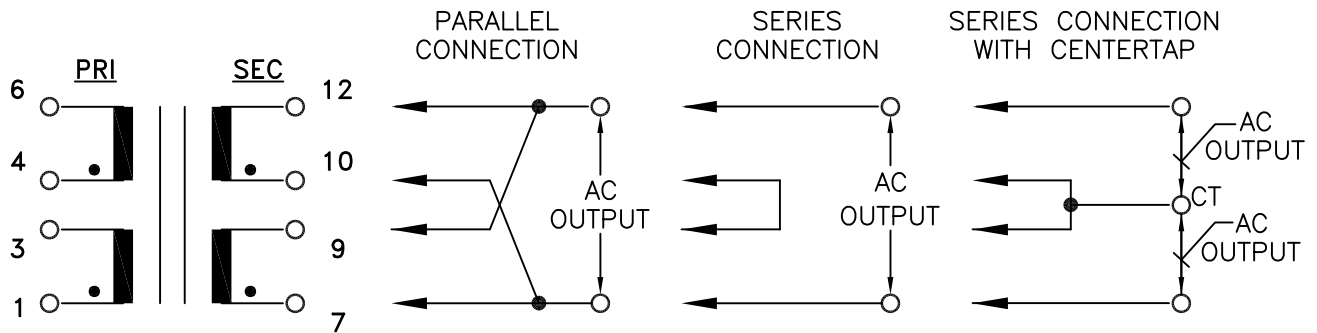 PARALLEL
CONNECTION
SERIES
CONNECTION
SERIES CONNECTION
WITH CENTERTAP
PRI
SEC
6
4
3
1
12
10
9
7
AC
OUTPUT
AC
OUTPUT
AC
OUTPUT
CT
AC
OUTPUT